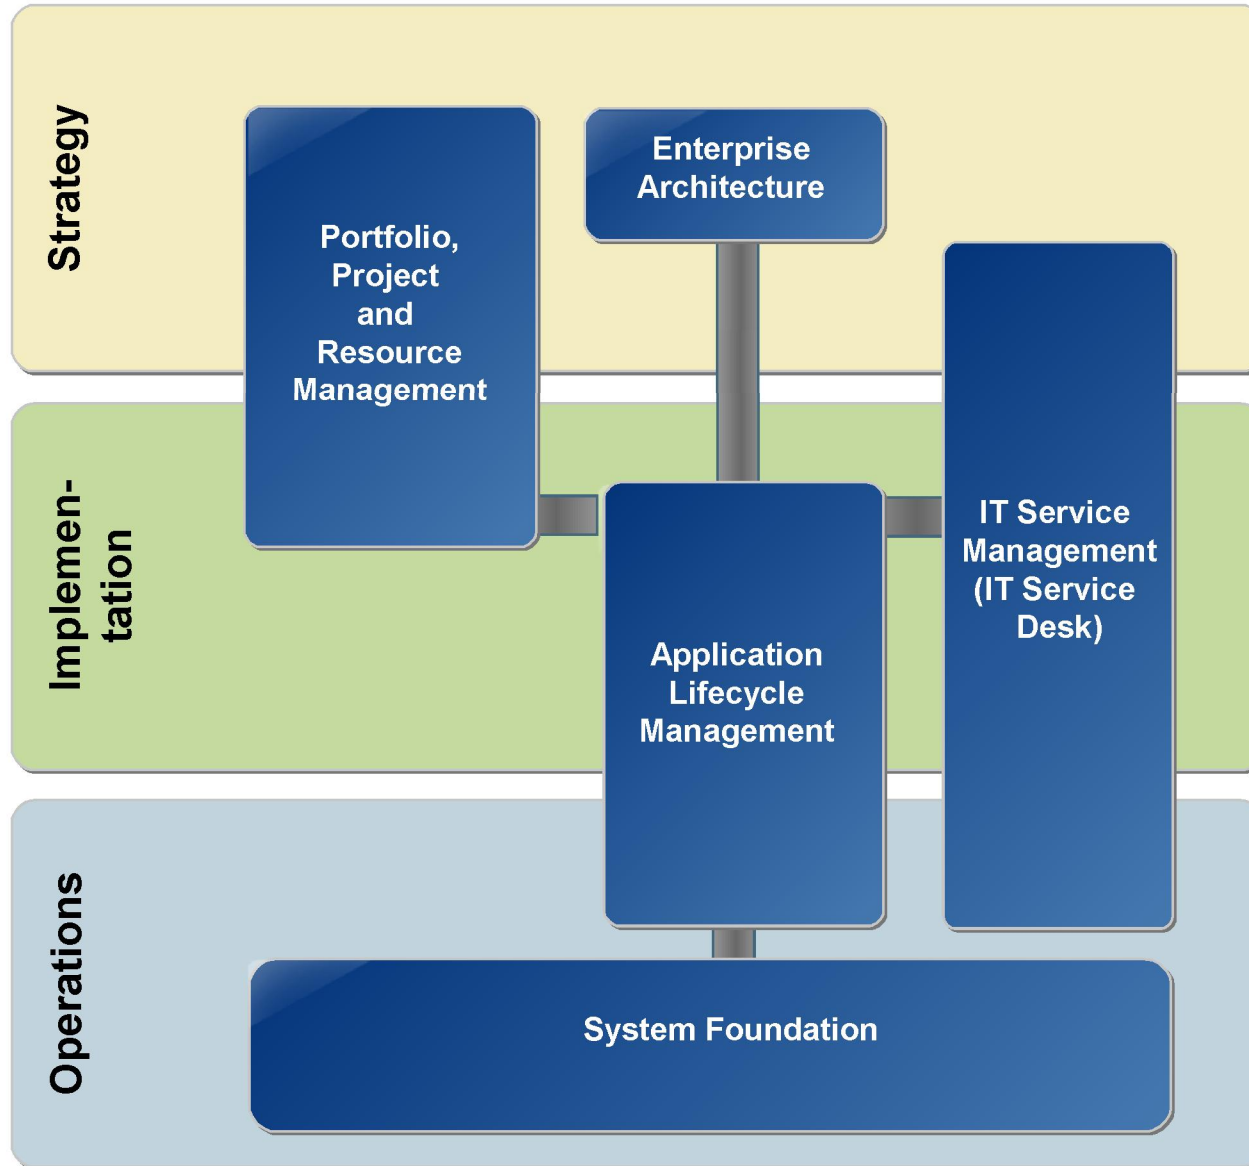 Strategy
Portfolio,
Project
and
Resource
Management
Enterprise
Architecture
Implemen-
tation
IT Service
Management
(IT Service
Desk)
Application
Lifecycle
Management
Operations
System Foundation